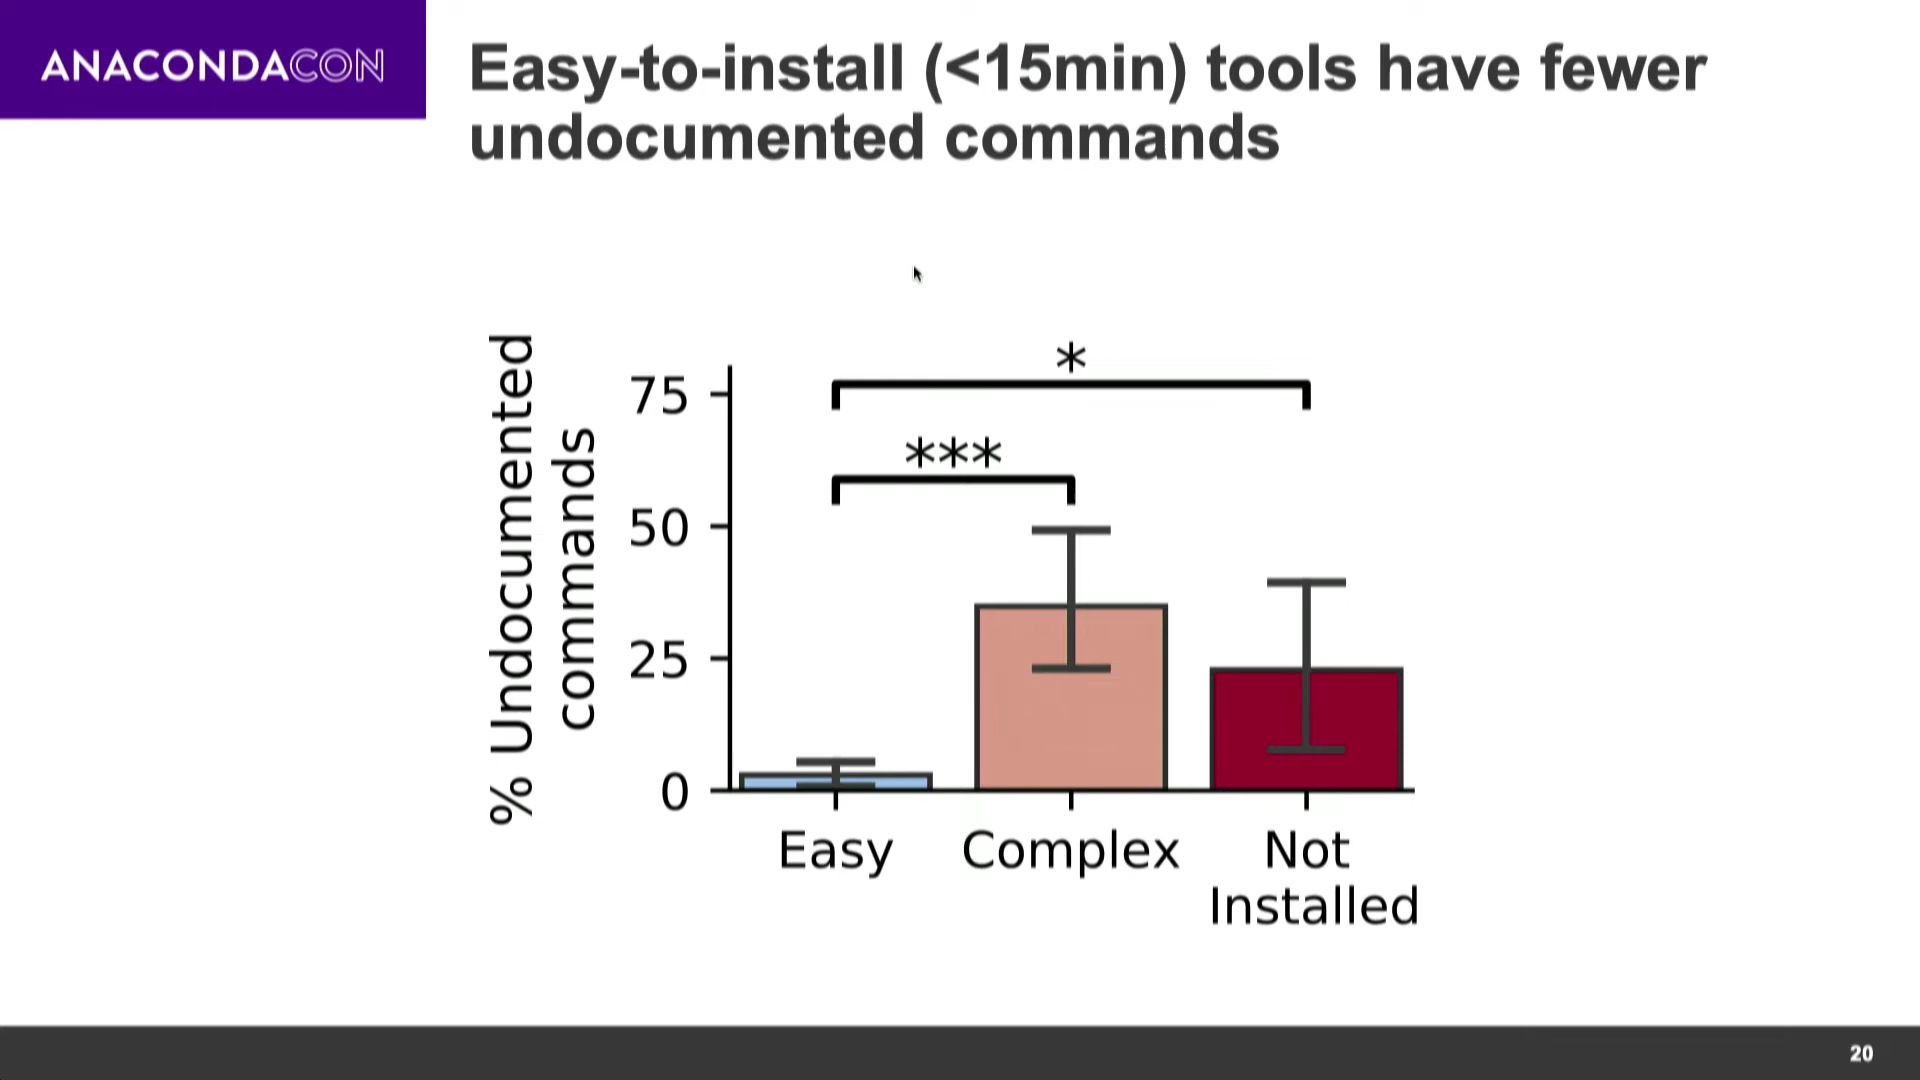 ANACONDACON
Easy-to-install (<15min) tools have fewer
undocumented commands
% Undocumented
commands
75
50
25
0
*
***
Easy
Complex
Not
Installed
20